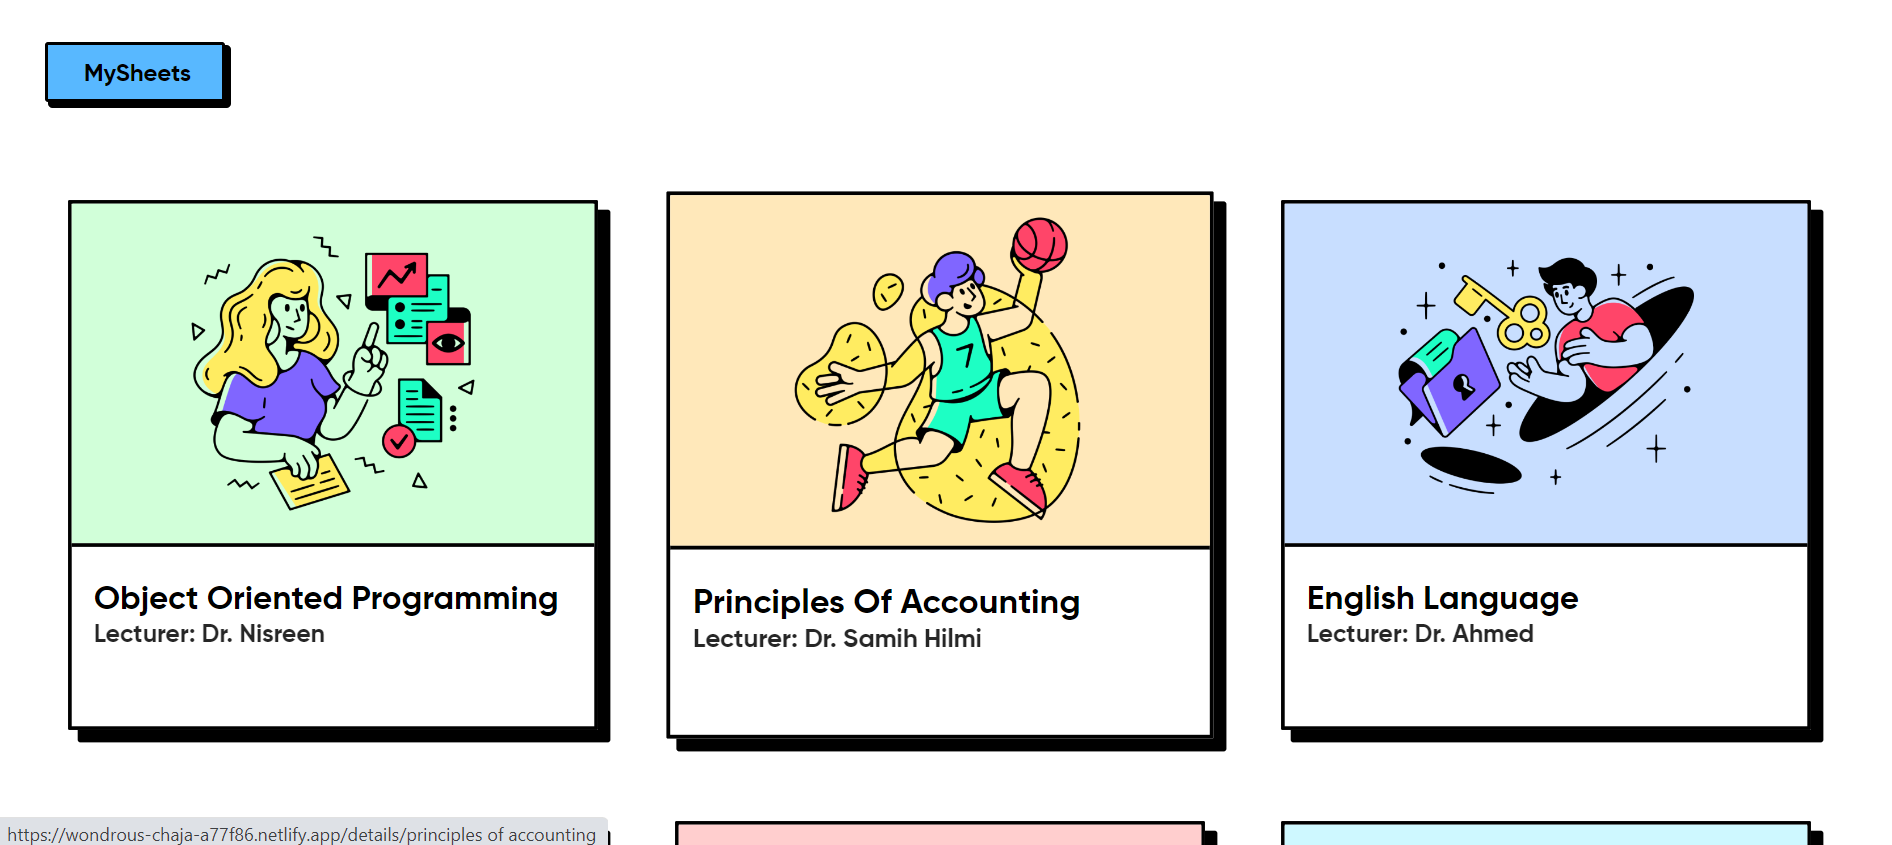 MySheets
7
Object Oriented Programming
Lecturer: Dr. Nisreen
Principles Of Accounting
Lecturer: Dr. Samih Hilmi
English Language
Lecturer: Dr. Ahmed
https://wondrous-chaja-a77f86.netlify.app/details/principles of accounting